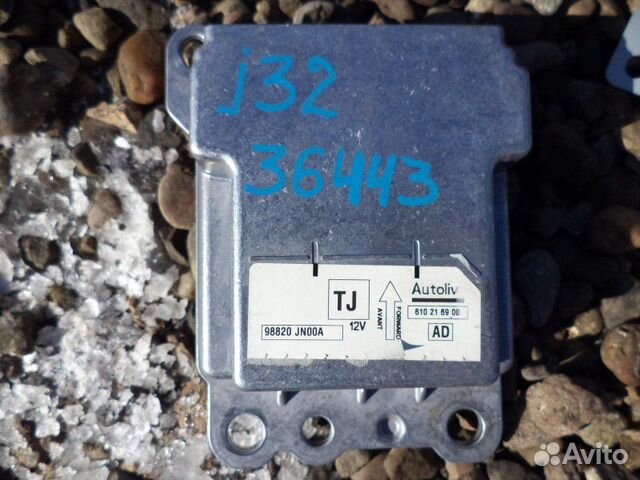 j32
36443
TJ
12V
98820 JN00A
AVANT
FORWARD
Autoliv
610 21 69 00
AD
Avito